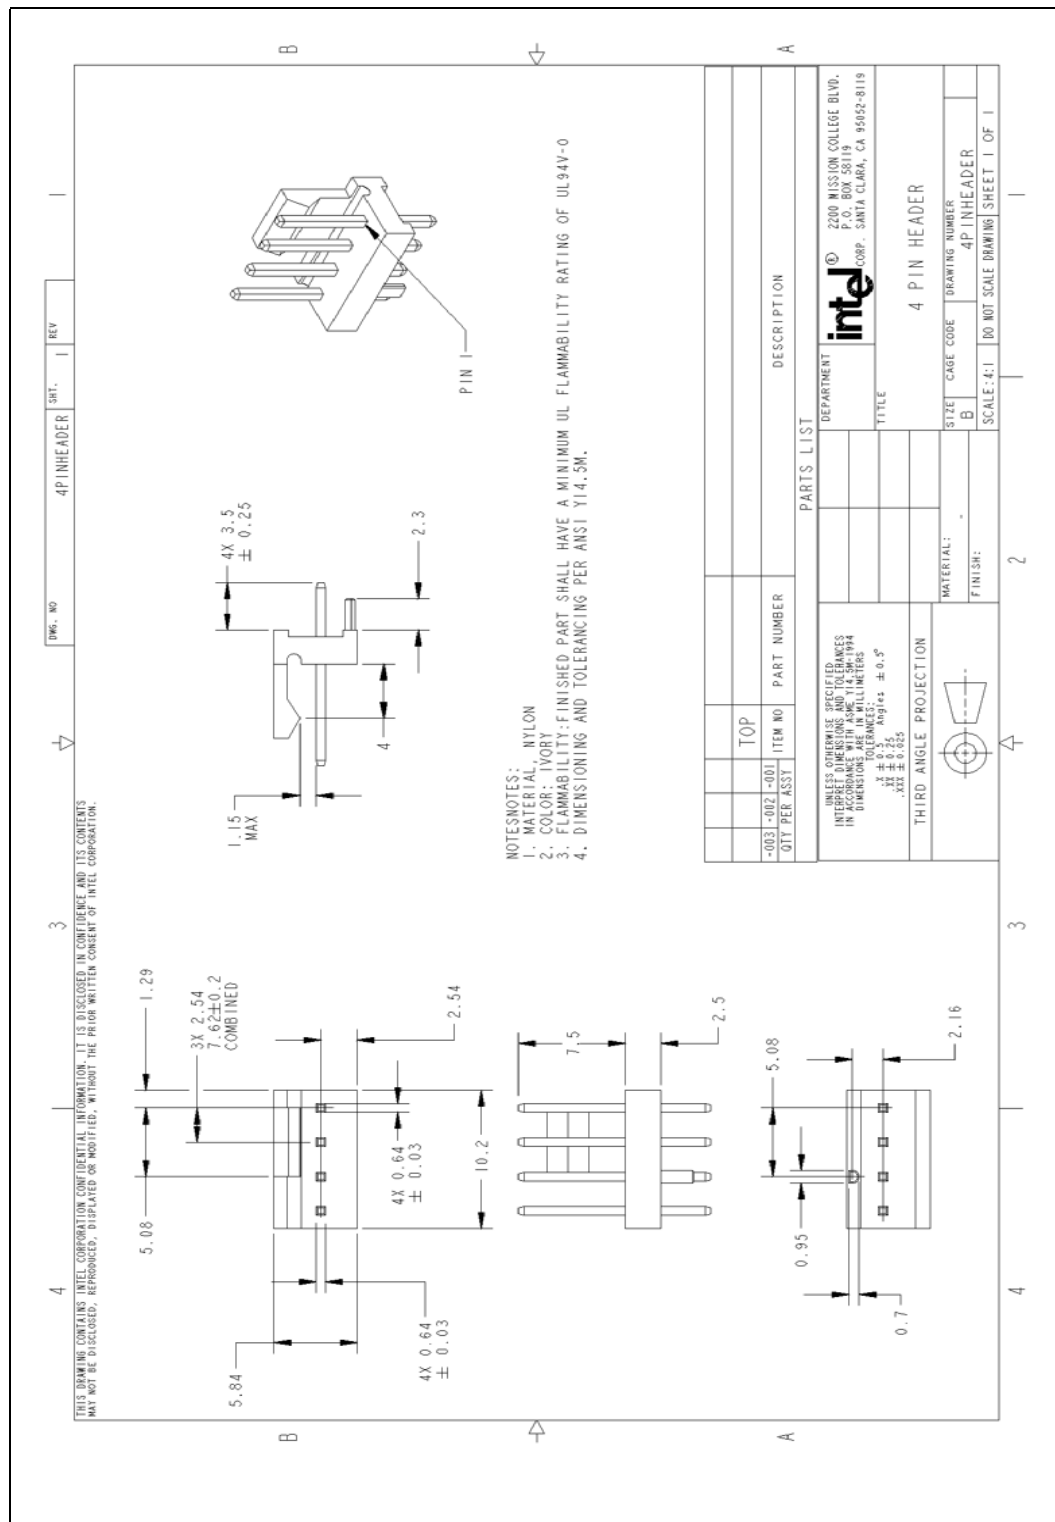 THIS DRAWING CONTAINS INTEL CORPORATION CONFIDENTIAL INFORMATION. IT IS DISCLOSED IN CONFIDENCE AND ITS CONTENTS
MAY NOT BE DISCLOSED, REPRODUCED, DISPLAYED OR MODIFIED, WITHOUT THE PRIOR WRITTEN CONSENT OF INTEL CORPORATION.
4
3
1
DWG. NO
4PINHEADER
SHT.
1
REV
B
B
5.84
5.08
1.29
3X 2.54
7.62±0.2
COMBINED
2.54
4X 0.64
± 0.03
4X 0.64
± 0.03
10.2
7.5
2.5
5.08
0.95
0.7
2.16
1.15
MAX
4
4X 3.5
± 0.25
2.3
PIN 1
NOTESNOTES:
1. MATERIAL, NYLON
2. COLOR: IVORY
3. FLAMMABILITY:FINISHED PART SHALL HAVE A MINIMUM UL FLAMMABILITY RATING OF UL94V-0
4. DIMENSIONING AND TOLERANCING PER ANSI Y14.5M.
A
A
TOP
-003 -002 -001
QTY PER ASSY
ITEM NO
PART NUMBER
DESCRIPTION
PARTS LIST
UNLESS OTHERWISE SPECIFIED
INTERPRET DIMENSIONS AND TOLERANCES
IN ACCORDANCE WITH ASME Y14.5M-1994
DIMENSIONS ARE IN MILLIMETERS
TOLERANCES:
.X ± 0.5 Angles ± 0.5°
.XX ± 0.25
.XXX ± 0.025
THIRD ANGLE PROJECTION
MATERIAL:
FINISH:
DEPARTMENT
intel®
CORP.
2200 MISSION COLLEGE BLVD.
P.O. BOX 58119
SANTA CLARA, CA 95052-8119
TITLE
4 PIN HEADER
SIZE
B
CAGE CODE
DRAWING NUMBER
4PINHEADER
SCALE:4:1
DO NOT SCALE DRAWING
SHEET 1 OF 1
4
3
2
1